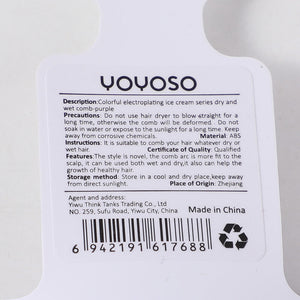 YOYOSO
Description:Colorful electroplating ice cream series dry and
wet comb-purple
Precautions: Do not use hair dryer to blow straight for a
long time, otherwise the comb will be deformed. Do not
soak in water or expose to the sunlight for a long time. Keep
away from corrosive chemicals. Material: ABS
Instructions: It is suitable to comb your hair whatever dry or
wet hair. Certificate of Quality: Qualified
Features:The style is novel, the comb arc is more fit to the
scalp, it can be used both wet and dry,it also can help the
growth of healthy hair.
Storage method: Store in a cool and dry place,keep away
from direct sunlight. Place of Origin: Zhejiang
Agent and address:
Yiwu Think Tanks Trading Co., Ltd
NO. 259, Sufu Road, Yiwu City, China
Made in China
6 942191 617688